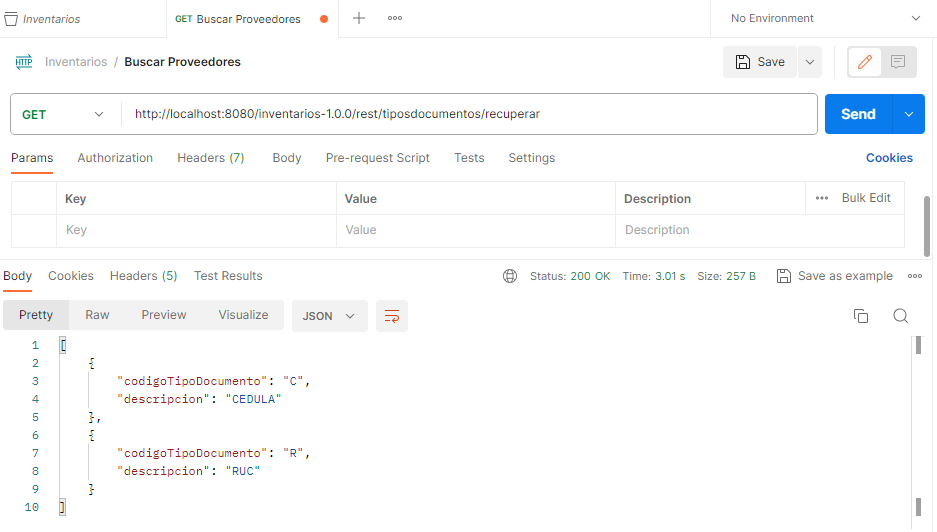 Inventarios GET Buscar Proveedores No Environment
HTTP Inventarios / Buscar Proveedores Save
GET http://localhost:8080/inventarios-1.0.0/rest/tiposdocumentos/recuperar Send
Params Authorization Headers (7) Body Pre-request Script Tests Settings Cookies
Key Value Description Bulk Edit
Key Value Description
Body Cookies Headers (5) Test Results Status: 200 OK Time: 3.01 s Size: 257 B Save as example
Pretty Raw Preview Visualize JSON
1 [
2 {
3 "codigoTipoDocumento": "C",
4 "descripcion": "CEDULA"
5 },
6 {
7 "codigoTipoDocumento": "R",
8 "descripcion": "RUC"
9 }
10 ]